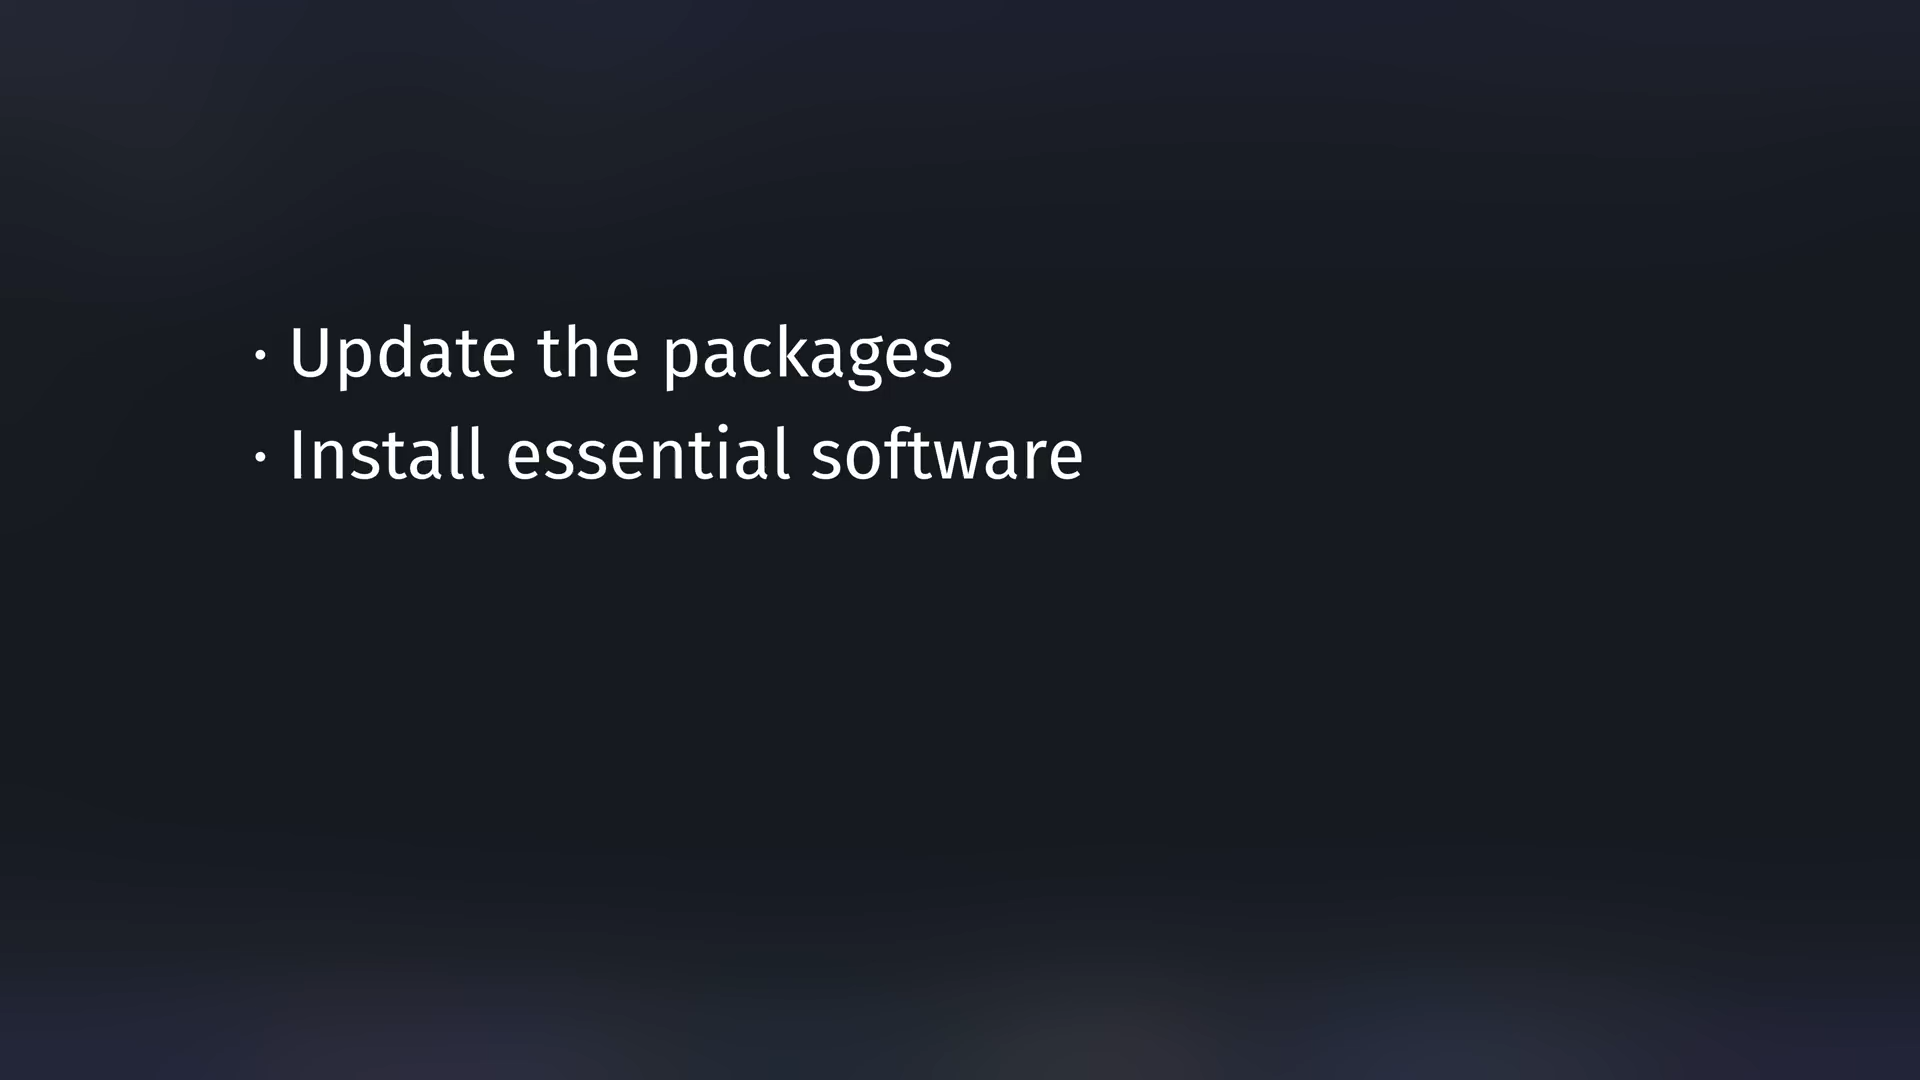 · Update the packages
· Install essential software